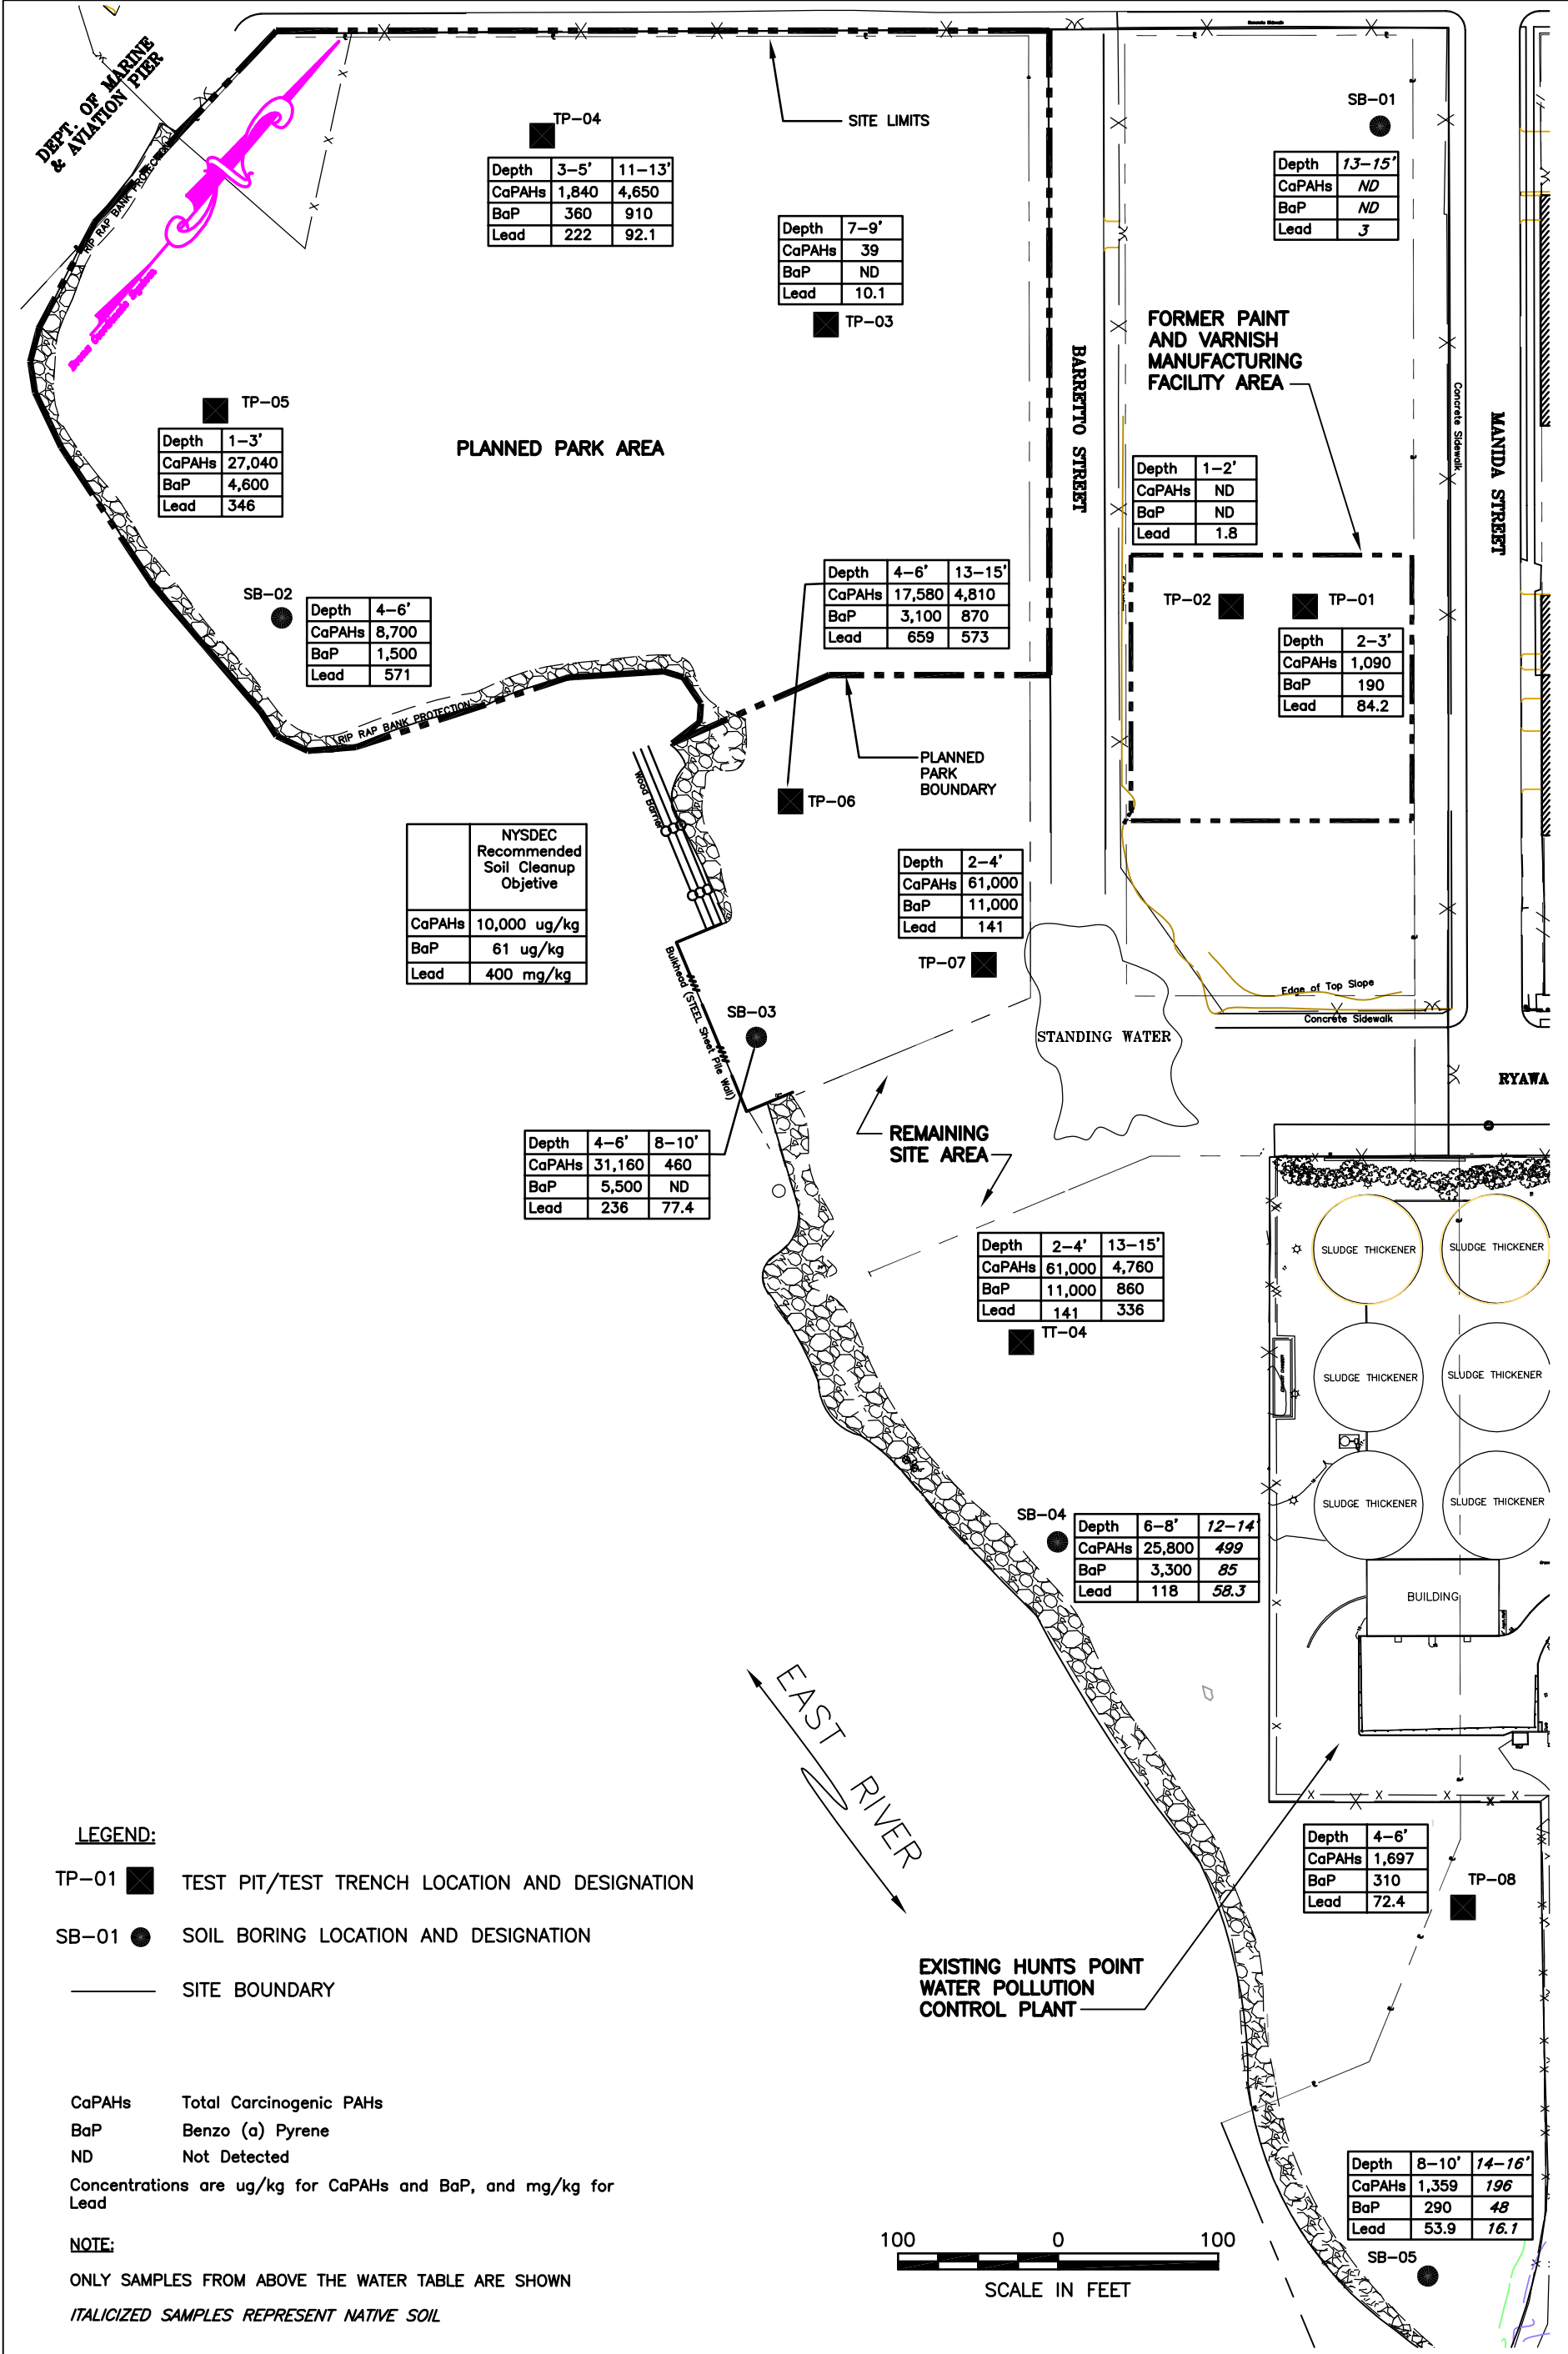 DEPT. OF MARINE
& AVIATION PIER
RIP RAP BANK PROTECTION
Concrete Sidewalk
SITE LIMITS
TP-04
Depth 3-5' 11-13'
CaPAHs 1,840 4,650
BaP 360 910
Lead 222 92.1
SB-01
Depth 13-15'
CaPAHs ND
BaP ND
Lead 3
Depth 7-9'
CaPAHs 39
BaP ND
Lead 10.1
TP-03
BARRETTO STREET
FORMER PAINT
AND VARNISH
MANUFACTURING
FACILITY AREA
Concrete Sidewalk
MANIDA STREET
TP-05
Depth 1-3'
CaPAHs 27,040
BaP 4,600
Lead 346
PLANNED PARK AREA
Depth 1-2'
CaPAHs ND
BaP ND
Lead 1.8
TP-02
TP-01
Depth 2-3'
CaPAHs 1,090
BaP 190
Lead 84.2
SB-02
Depth 4-6'
CaPAHs 8,700
BaP 1,500
Lead 571
Depth 4-6' 13-15'
CaPAHs 17,580 4,810
BaP 3,100 870
Lead 659 573
RIP RAP BANK PROTECTION
PLANNED
PARK
BOUNDARY
TP-06
Wood Barrier
NYSDEC
Recommended
Soil Cleanup
Objetive
CaPAHs 10,000 ug/kg
BaP 61 ug/kg
Lead 400 mg/kg
Depth 2-4'
CaPAHs 61,000
BaP 11,000
Lead 141
TP-07
Bulkhead (STEEL Sheet Pile Wall)
SB-03
STANDING WATER
Edge of Top Slope
Concrete Sidewalk
RYAWA
REMAINING
SITE AREA
Depth 4-6' 8-10'
CaPAHs 31,160 460
BaP 5,500 ND
Lead 236 77.4
Depth 2-4' 13-15'
CaPAHs 61,000 4,760
BaP 11,000 860
Lead 141 336
TT-04
SLUDGE THICKENER
SLUDGE THICKENER
SLUDGE THICKENER
SLUDGE THICKENER
SLUDGE THICKENER
SLUDGE THICKENER
BUILDING
SB-04
Depth 6-8' 12-14'
CaPAHs 25,800 499
BaP 3,300 85
Lead 118 58.3
EAST RIVER
Depth 4-6'
CaPAHs 1,697
BaP 310
Lead 72.4
TP-08
EXISTING HUNTS POINT
WATER POLLUTION
CONTROL PLANT
Depth 8-10' 14-16'
CaPAHs 1,359 196
BaP 290 48
Lead 53.9 16.1
SB-05
LEGEND:
TP-01 TEST PIT/TEST TRENCH LOCATION AND DESIGNATION
SB-01 SOIL BORING LOCATION AND DESIGNATION
SITE BOUNDARY
CaPAHs Total Carcinogenic PAHs
BaP Benzo (a) Pyrene
ND Not Detected
Concentrations are ug/kg for CaPAHs and BaP, and mg/kg for
Lead
NOTE:
ONLY SAMPLES FROM ABOVE THE WATER TABLE ARE SHOWN
ITALICIZED SAMPLES REPRESENT NATIVE SOIL
100 0 100
SCALE IN FEET